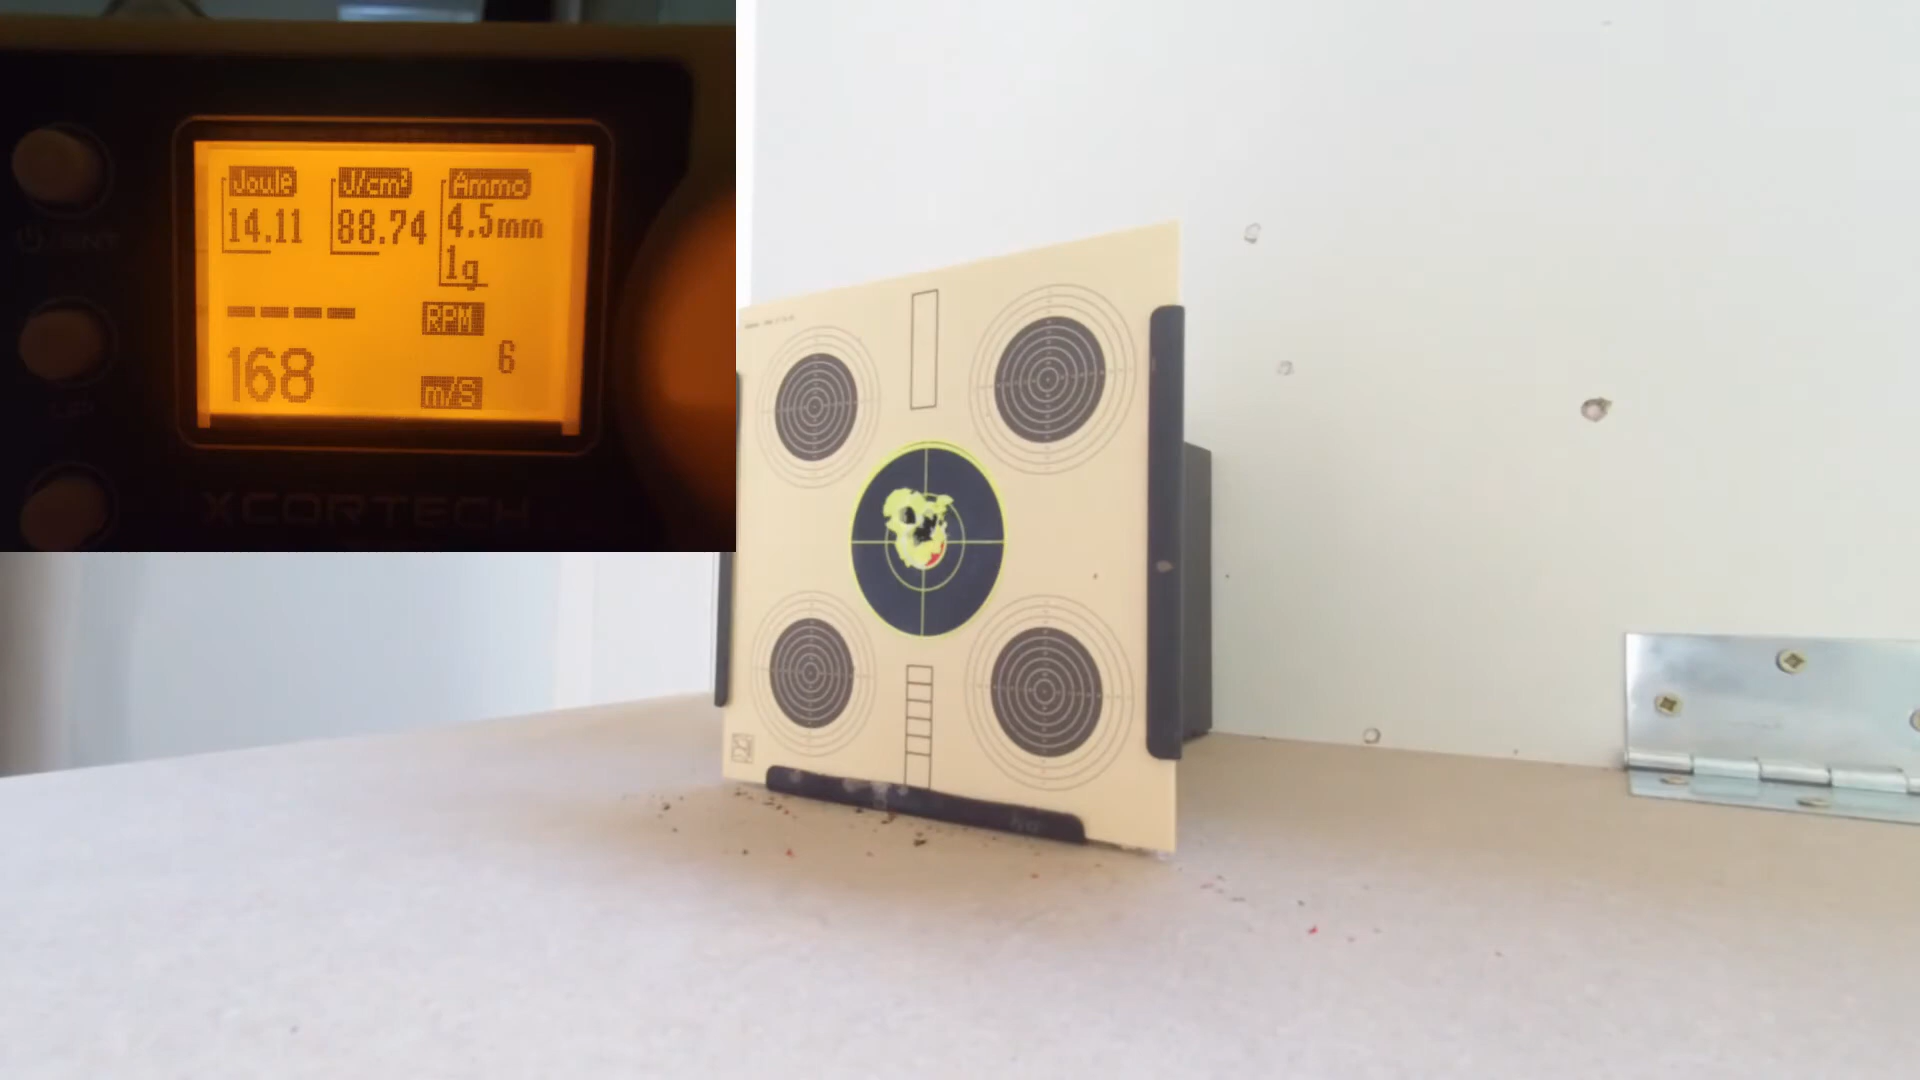 Joule J/cm² Ammo
14.11 88.74 4.5mm
1g
---- RPM
6
168 m/s
XCORTECH